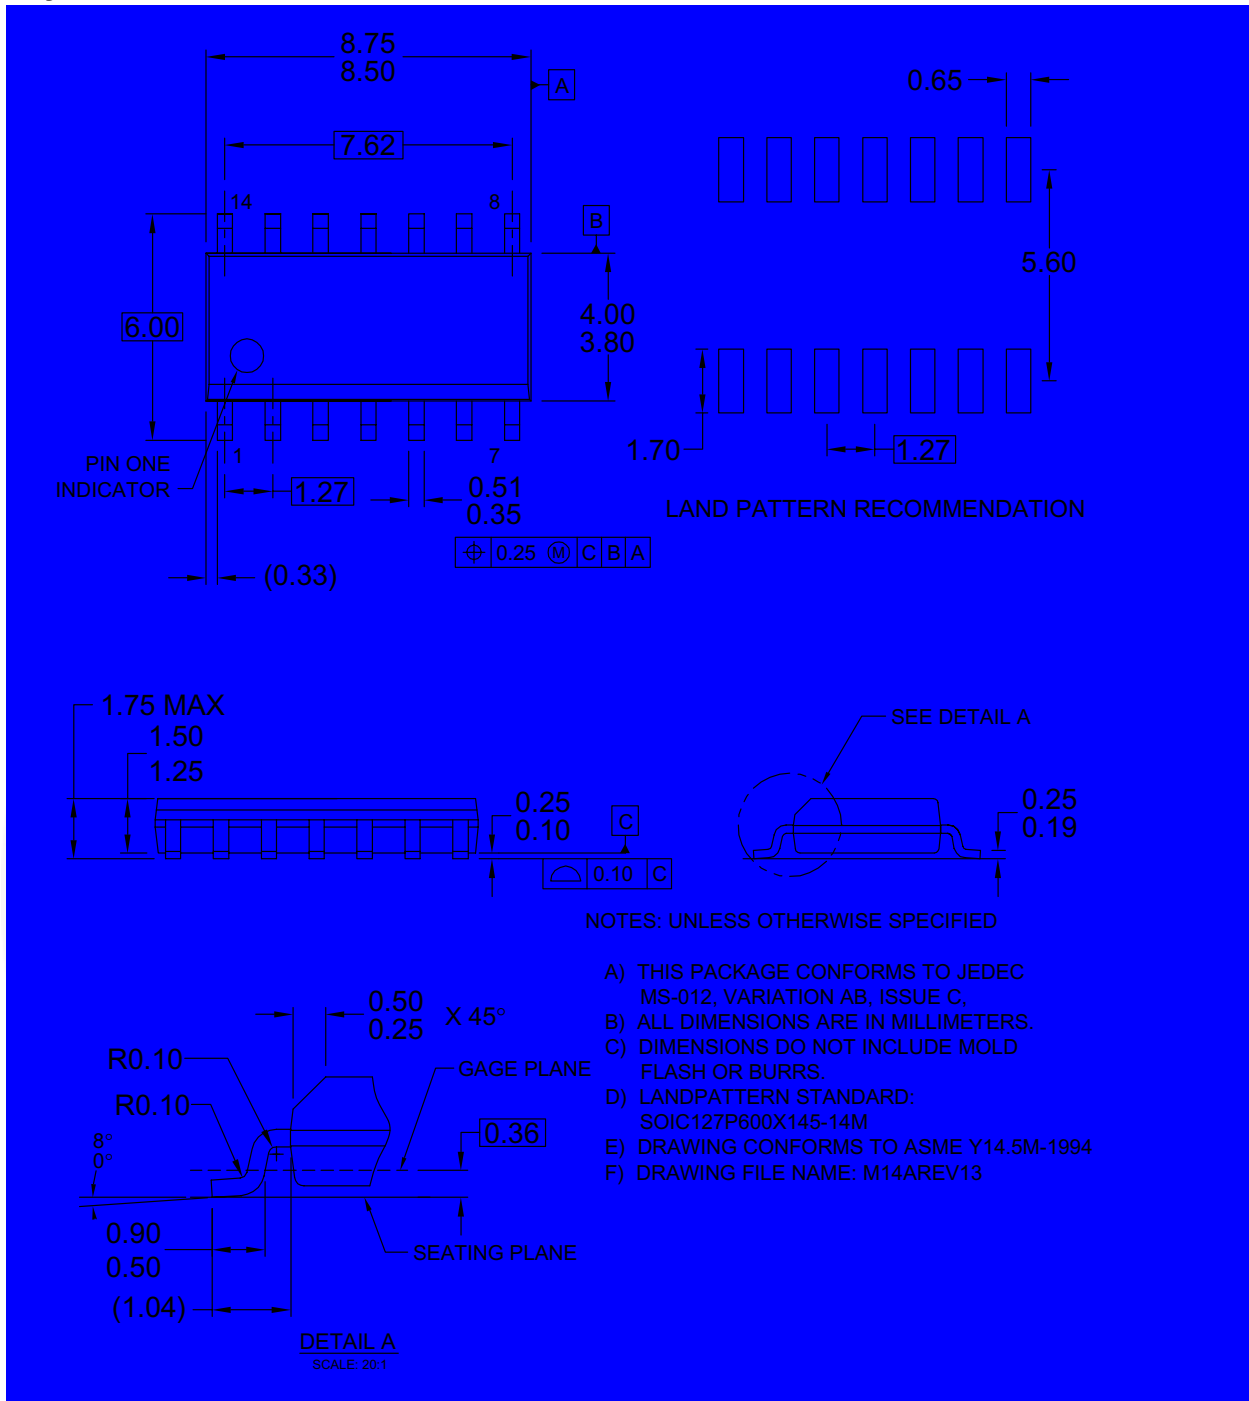 8.75
8.50
A
0.65
7.62
14
8
B
5.60
6.00
4.00
3.80
1
7
PIN ONE
INDICATOR
1.27
0.51
0.35
1.70
1.27
LAND PATTERN RECOMMENDATION
⌖ 0.25 Ⓜ C B A
(0.33)
1.75 MAX
1.50
1.25
SEE DETAIL A
0.25
0.10
C
0.25
0.19
⌓ 0.10 C
NOTES: UNLESS OTHERWISE SPECIFIED
A) THIS PACKAGE CONFORMS TO JEDEC
MS-012, VARIATION AB, ISSUE C,
B) ALL DIMENSIONS ARE IN MILLIMETERS.
C) DIMENSIONS DO NOT INCLUDE MOLD
FLASH OR BURRS.
D) LANDPATTERN STANDARD:
SOIC127P600X145-14M
E) DRAWING CONFORMS TO ASME Y14.5M-1994
F) DRAWING FILE NAME: M14AREV13
0.50
0.25
X 45°
R0.10
GAGE PLANE
R0.10
0.36
8°
0°
0.90
0.50
SEATING PLANE
(1.04)
DETAIL A
SCALE: 20:1